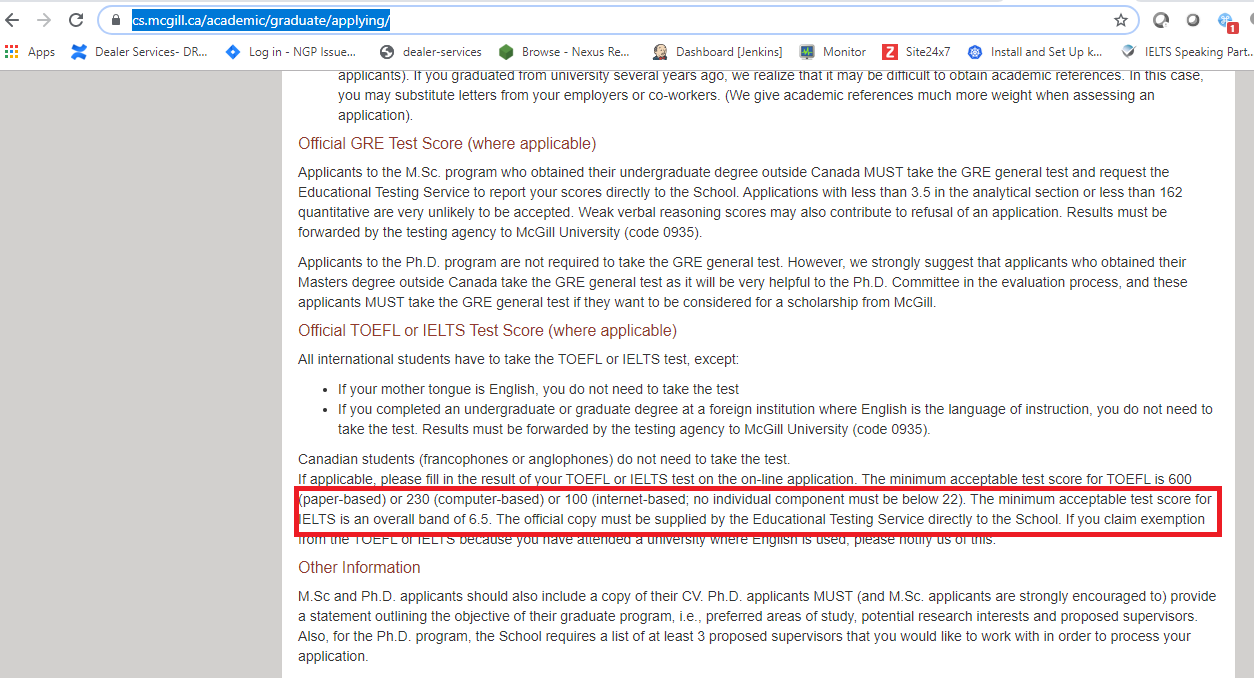 cs.mcgill.ca/academic/graduate/applying/
Apps Dealer Services- DR... Log in - NGP Issue... dealer-services Browse - Nexus Re... Dashboard [Jenkins] Monitor Site24x7 Install and Set Up k... IELTS Speaking Part...
applicants). If you graduated from university several years ago, we realize that it may be difficult to obtain academic references. In this case,
you may substitute letters from your employers or co-workers. (We give academic references much more weight when assessing an
application).
Official GRE Test Score (where applicable)
Applicants to the M.Sc. program who obtained their undergraduate degree outside Canada MUST take the GRE general test and request the
Educational Testing Service to report your scores directly to the School. Applications with less than 3.5 in the analytical section or less than 162
quantitative are very unlikely to be accepted. Weak verbal reasoning scores may also contribute to refusal of an application. Results must be
forwarded by the testing agency to McGill University (code 0935).
Applicants to the Ph.D. program are not required to take the GRE general test. However, we strongly suggest that applicants who obtained their
Masters degree outside Canada take the GRE general test as it will be very helpful to the Ph.D. Committee in the evaluation process, and these
applicants MUST take the GRE general test if they want to be considered for a scholarship from McGill.
Official TOEFL or IELTS Test Score (where applicable)
All international students have to take the TOEFL or IELTS test, except:
• If your mother tongue is English, you do not need to take the test
• If you completed an undergraduate or graduate degree at a foreign institution where English is the language of instruction, you do not need to
take the test. Results must be forwarded by the testing agency to McGill University (code 0935).
Canadian students (francophones or anglophones) do not need to take the test.
If applicable, please fill in the result of your TOEFL or IELTS test on the on-line application. The minimum acceptable test score for TOEFL is 600
(paper-based) or 230 (computer-based) or 100 (internet-based; no individual component must be below 22). The minimum acceptable test score for
IELTS is an overall band of 6.5. The official copy must be supplied by the Educational Testing Service directly to the School. If you claim exemption
from the TOEFL or IELTS because you have attended a university where English is used, please notify us of this.
Other Information
M.Sc and Ph.D. applicants should also include a copy of their CV. Ph.D. applicants MUST (and M.Sc. applicants are strongly encouraged to) provide
a statement outlining the objective of their graduate program, i.e., preferred areas of study, potential research interests and proposed supervisors.
Also, for the Ph.D. program, the School requires a list of at least 3 proposed supervisors that you would like to work with in order to process your
application.